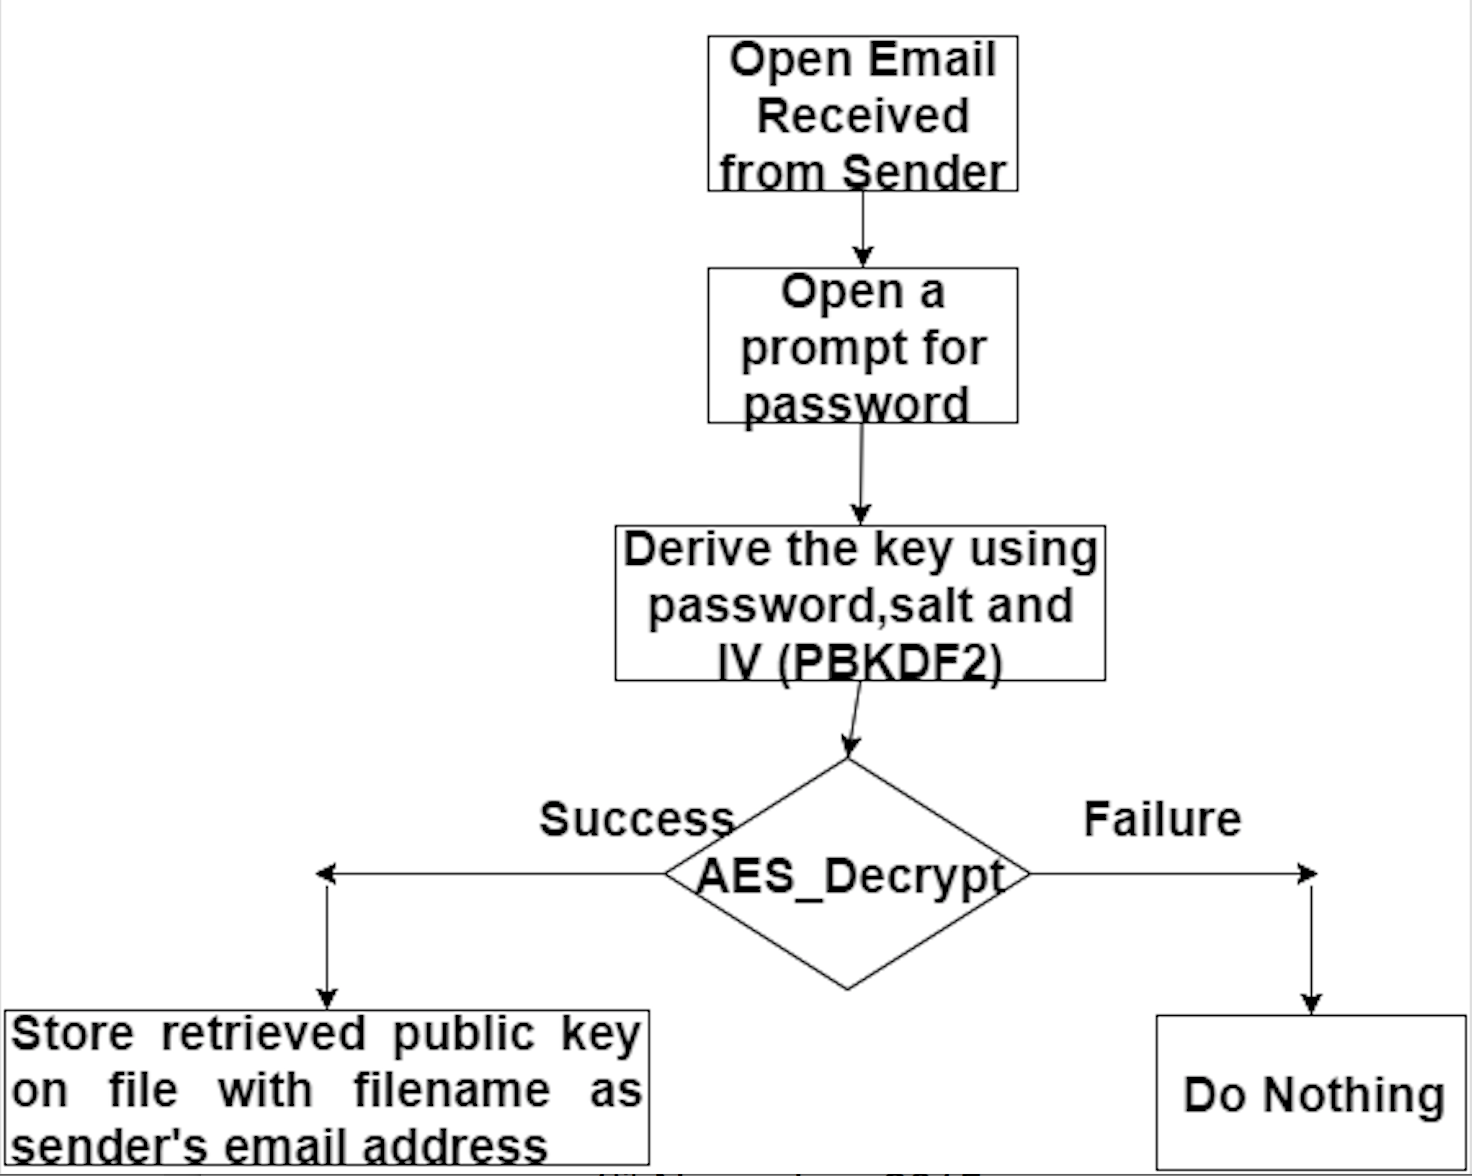 Open Email
Received
from Sender
Open a
prompt for
password
Derive the key using
password,salt and
IV (PBKDF2)
Success
Failure
AES_Decrypt
Store retrieved public key
on file with filename as
sender's email address
Do Nothing